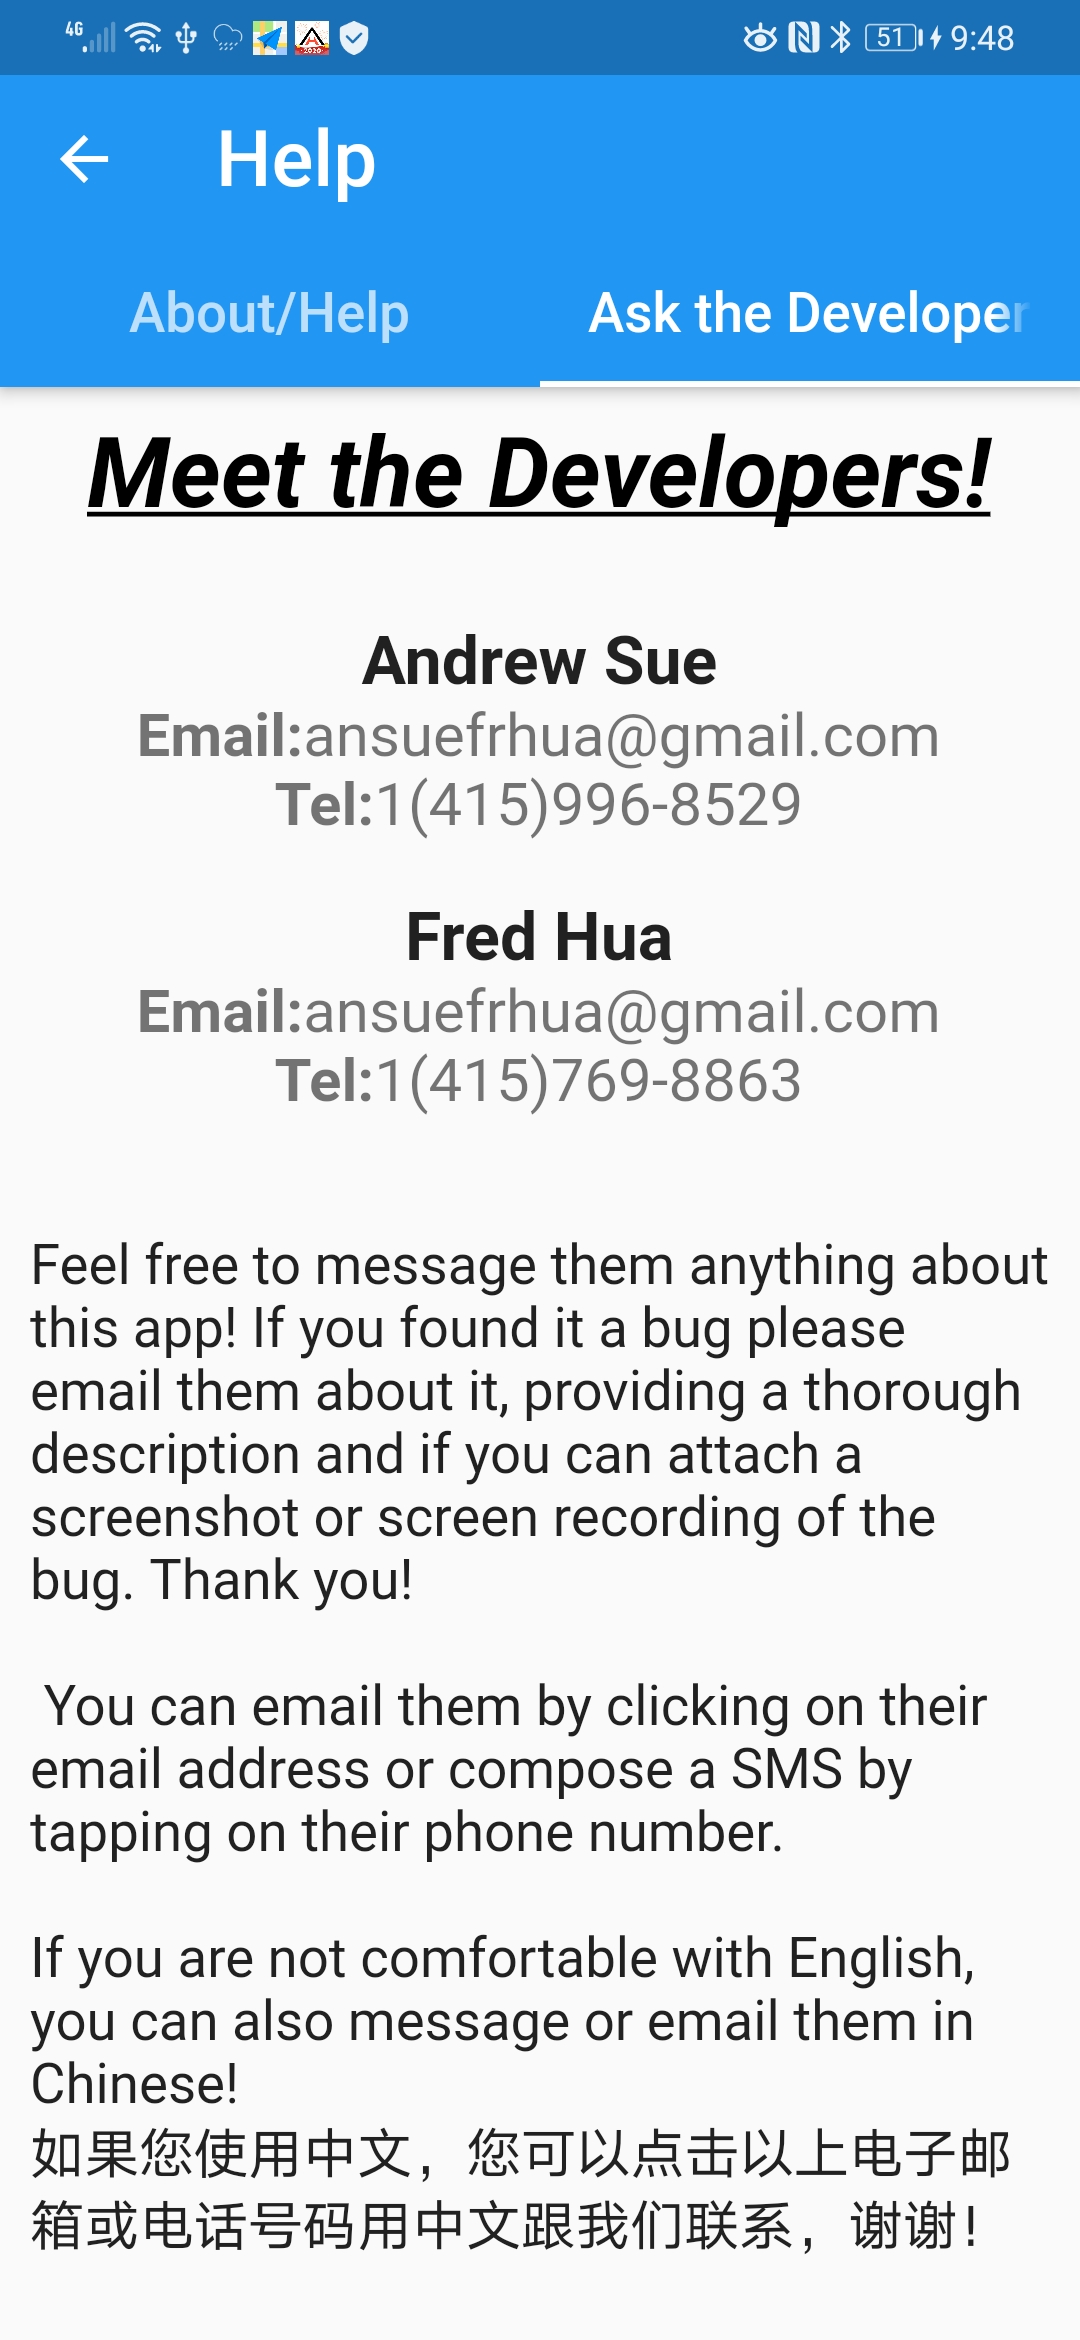 4G 51 9:48
Help
About/Help Ask the Developer
Meet the Developers!
Andrew Sue
Email:ansuefrhua@gmail.com
Tel:1(415)996-8529
Fred Hua
Email:ansuefrhua@gmail.com
Tel:1(415)769-8863
Feel free to message them anything about
this app! If you found it a bug please
email them about it, providing a thorough
description and if you can attach a
screenshot or screen recording of the
bug. Thank you!
You can email them by clicking on their
email address or compose a SMS by
tapping on their phone number.
If you are not comfortable with English,
you can also message or email them in
Chinese!
如果您使用中文，您可以点击以上电子邮
箱或电话号码用中文跟我们联系，谢谢！